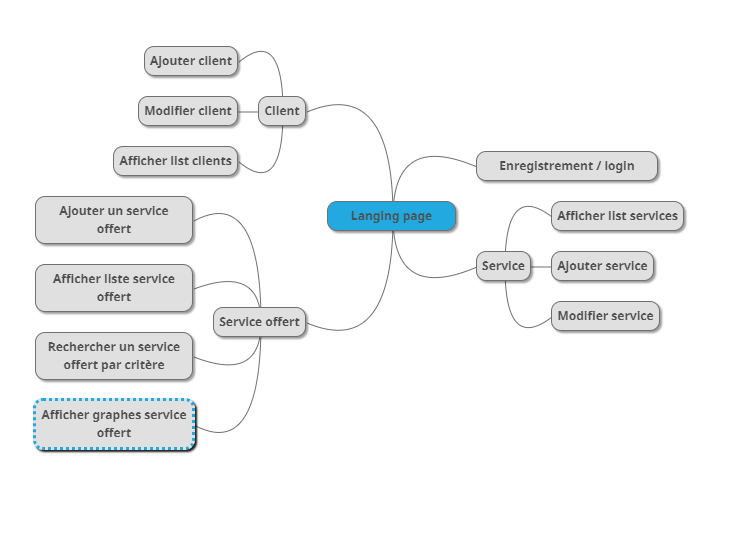 Ajouter client
Modifier client
Client
Afficher list clients
Enregistrement / login
Ajouter un service
offert
Langing page
Afficher list services
Afficher liste service
offert
Service
Ajouter service
Service offert
Modifier service
Rechercher un service
offert par critère
Afficher graphes service
offert